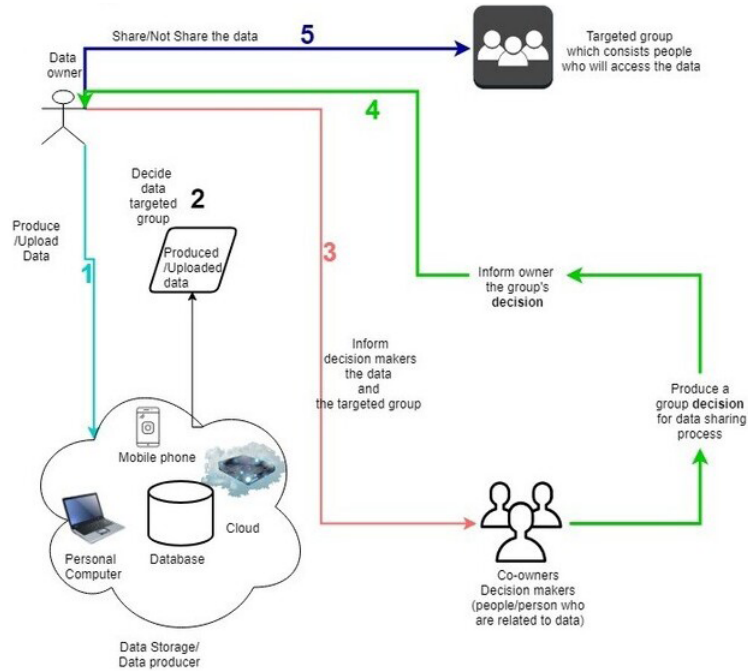 Share/Not Share the data
5
Targeted group
which consists people
who will access the data
Data
owner
4
Decide
data
targeted
group
2
Produce
/Upload
Data
1
Produced
/Uploaded
data
3
Inform owner
the group's
decision
Inform
decision makers
the data
and
the targeted group
Produce a
group decision
for data sharing
process
Mobile phone
Cloud
Personal
Computer
Database
Co-owners
Decision makers
(people/person who
are related to data)
Data Storage/
Data producer